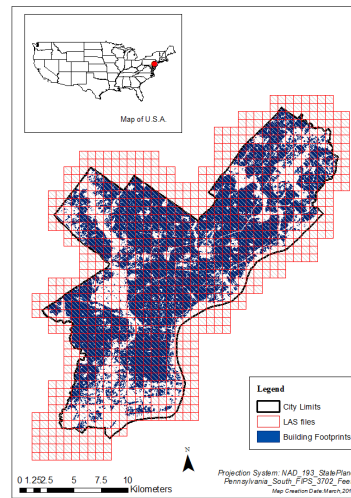 Map of U.S.A.
Legend
City Limits
LAS files
Building Footprints
N
0 1.25 2.5 5 7.5 10
Kilometers
Projection System: NAD_193_StatePlan
Pennsylvania_South_FIPS_3702_Fee
Map Creation Date:March,20